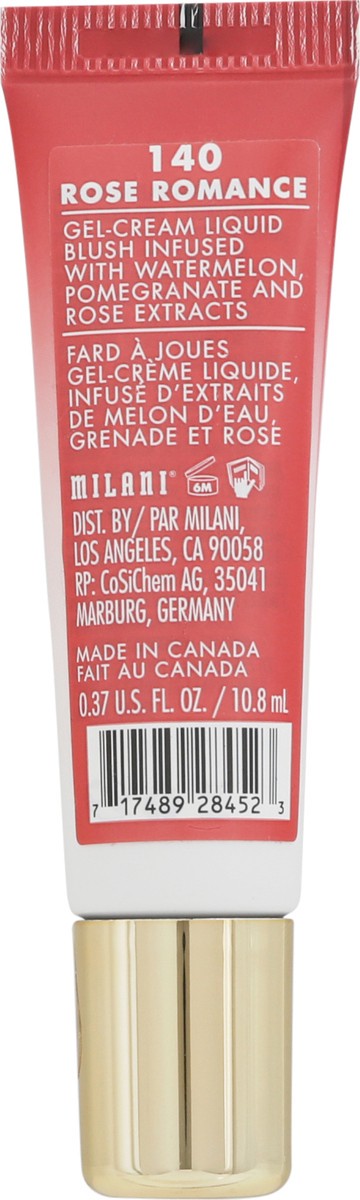 140
ROSE ROMANCE
GEL-CREAM LIQUID
BLUSH INFUSED
WITH WATERMELON,
POMEGRANATE AND
ROSE EXTRACTS
FARD À JOUES
GEL-CRÈME LIQUIDE,
INFUSÉ D'EXTRAITS
DE MELON D'EAU,
GRENADE ET ROSE
MILANI® 6M
DIST. BY/ PAR MILANI,
LOS ANGELES, CA 90058
RP: CoSiChem AG, 35041
MARBURG, GERMANY
MADE IN CANADA
FAIT AU CANADA
0.37 U.S. FL. OZ. / 10.8 mL
7 17489 28452 3